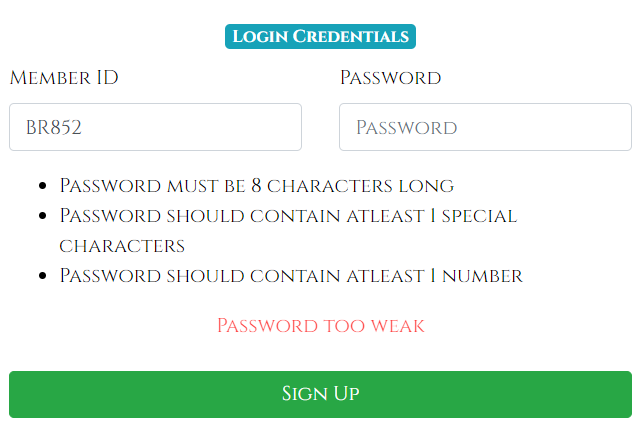 Login Credentials
Member ID
Password
BR852
Password
Password must be 8 characters long
Password should contain atleast 1 special
characters
Password should contain atleast 1 number
Password too weak
Sign Up